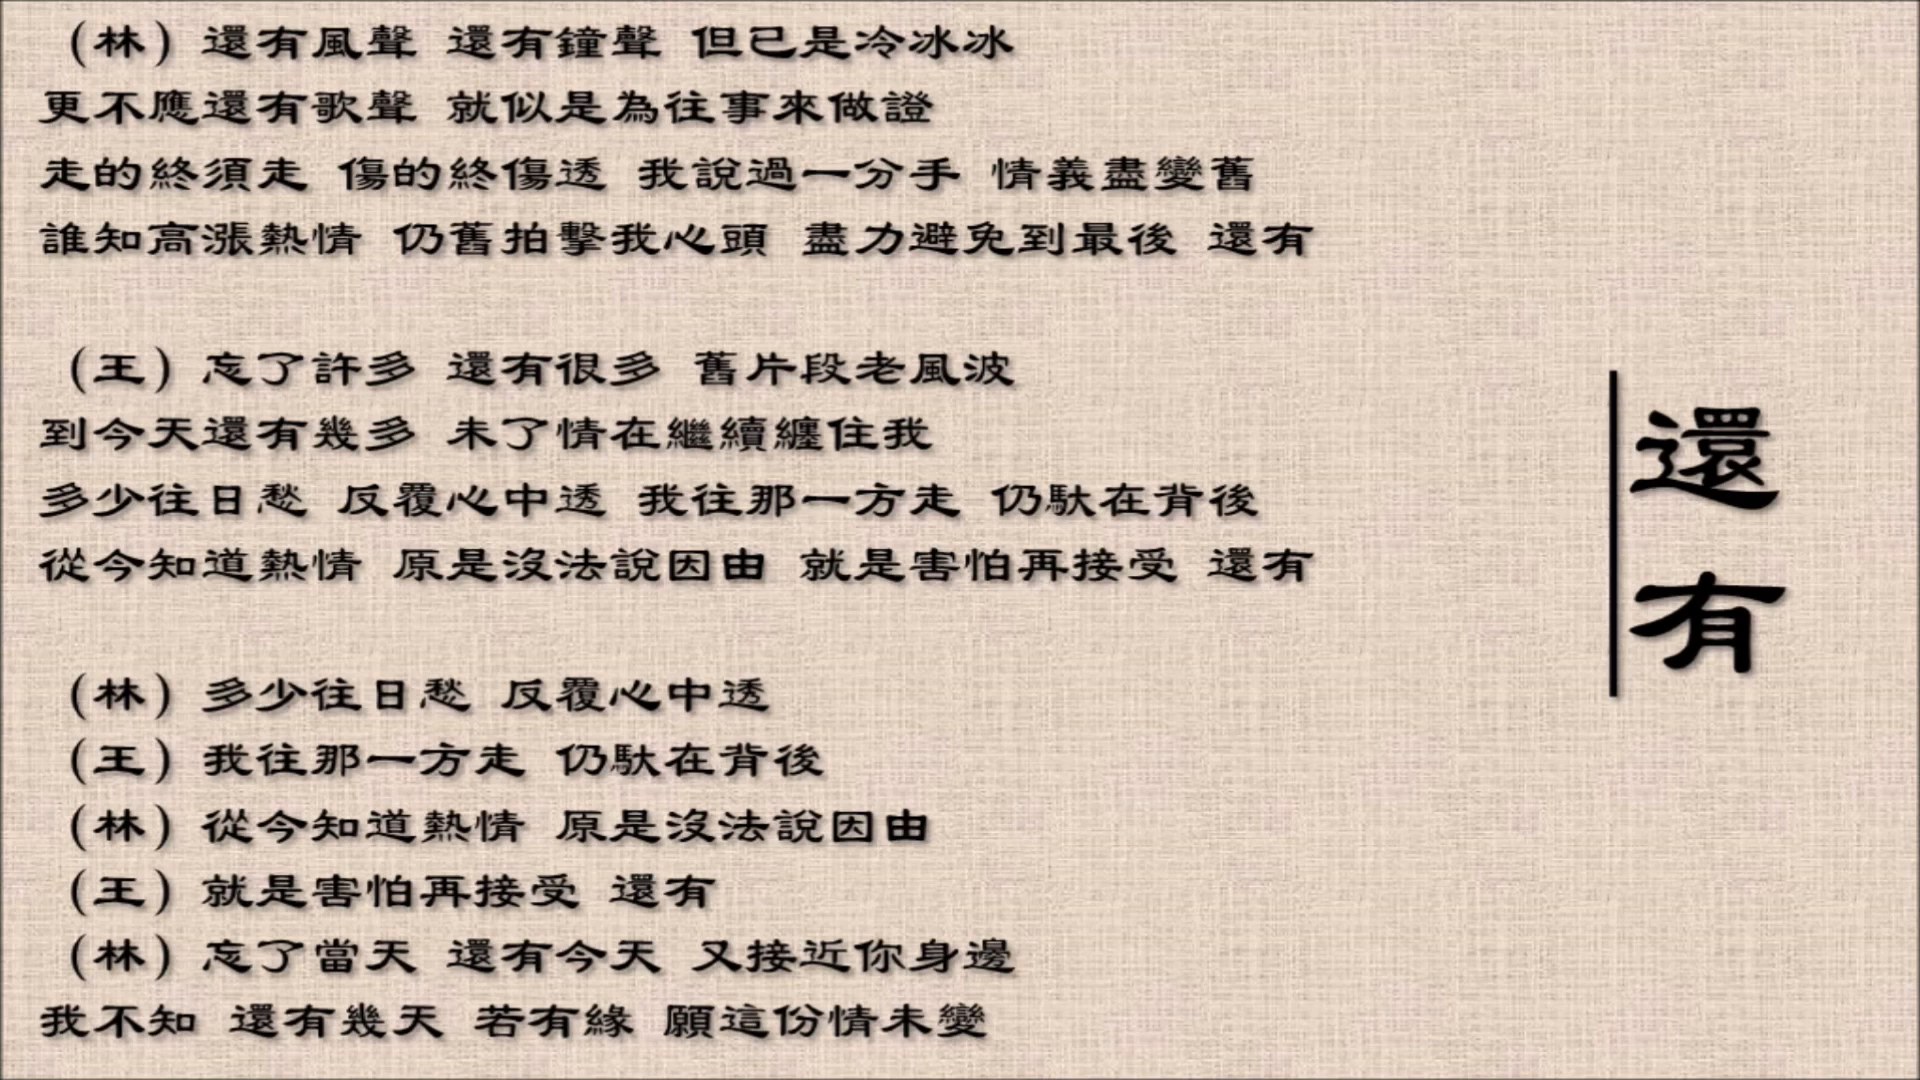 （林）還有風聲 還有鐘聲 但已是冷冰冰
更不應還有歌聲 就似是為往事來做證
走的終須走 傷的終傷透 我說過一分手 情義盡變舊
誰知高漲熱情 仍舊拍擊我心頭 盡力避免到最後 還有
（王）忘了許多 還有很多 舊片段老風波
到今天還有幾多 未了情在繼續纏住我
多少往日愁 反覆心中透 我往那一方走 仍馱在背後
從今知道熱情 原是沒法說因由 就是害怕再接受 還有
（林）多少往日愁 反覆心中透
（王）我往那一方走 仍馱在背後
（林）從今知道熱情 原是沒法說因由
（王）就是害怕再接受 還有
（林）忘了當天 還有今天 又接近你身邊
我不知 還有幾天 若有緣 願這份情未變
還有